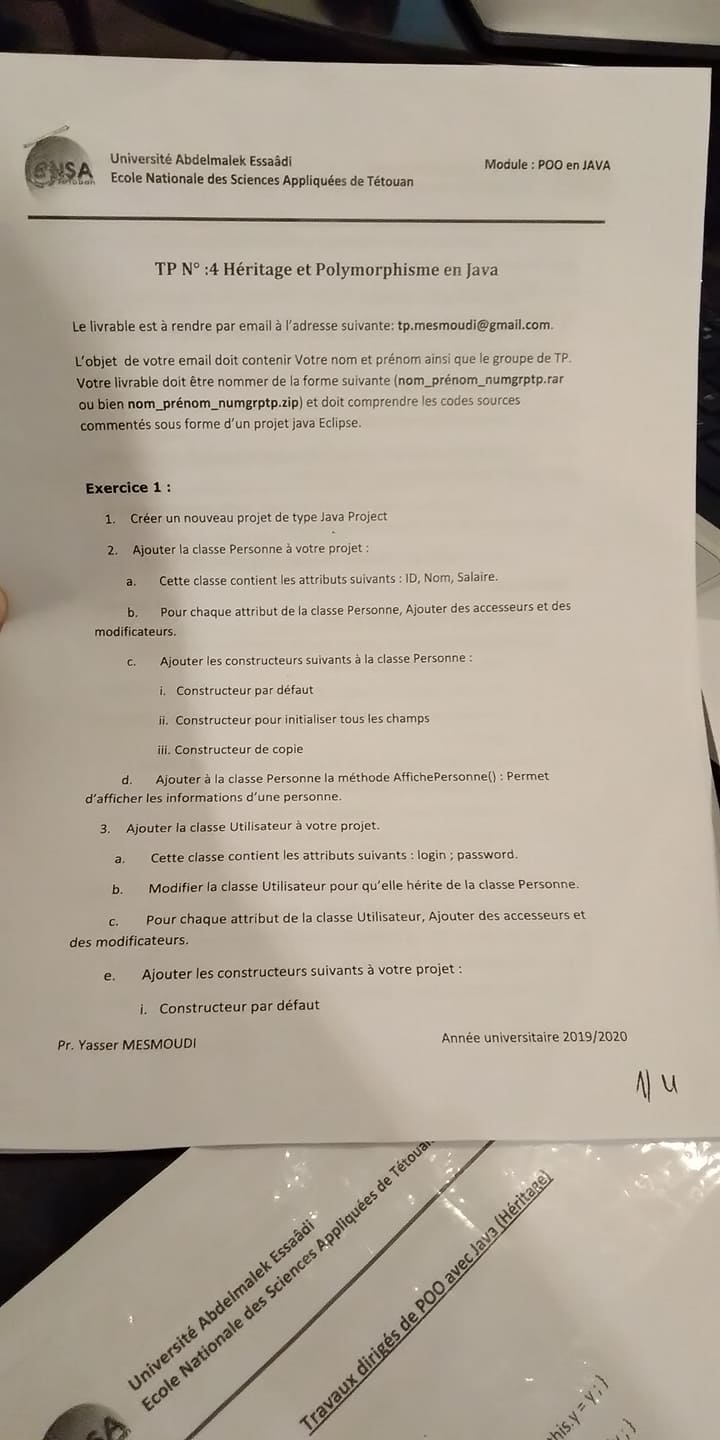 ENSA
Tétouan
Université Abdelmalek Essaâdi
Ecole Nationale des Sciences Appliquées de Tétouan
Module : POO en JAVA
TP N° :4 Héritage et Polymorphisme en Java
Le livrable est à rendre par email à l'adresse suivante: tp.mesmoudi@gmail.com.
L'objet de votre email doit contenir Votre nom et prénom ainsi que le groupe de TP.
Votre livrable doit être nommer de la forme suivante (nom_prénom_numgrptp.rar
ou bien nom_prénom_numgrptp.zip) et doit comprendre les codes sources
commentés sous forme d'un projet java Eclipse.
Exercice 1 :
1. Créer un nouveau projet de type Java Project
2. Ajouter la classe Personne à votre projet :
a. Cette classe contient les attributs suivants : ID, Nom, Salaire.
b. Pour chaque attribut de la classe Personne, Ajouter des accesseurs et des
modificateurs.
c. Ajouter les constructeurs suivants à la classe Personne :
i. Constructeur par défaut
ii. Constructeur pour initialiser tous les champs
iii. Constructeur de copie
d. Ajouter à la classe Personne la méthode AffichePersonne() : Permet
d'afficher les informations d'une personne.
3. Ajouter la classe Utilisateur à votre projet.
a. Cette classe contient les attributs suivants : login ; password.
b. Modifier la classe Utilisateur pour qu'elle hérite de la classe Personne.
c. Pour chaque attribut de la classe Utilisateur, Ajouter des accesseurs et
des modificateurs.
e. Ajouter les constructeurs suivants à votre projet :
i. Constructeur par défaut
Pr. Yasser MESMOUDI
Année universitaire 2019/2020
1/4
Université Abdelmalek Essaâdi
Ecole Nationale des Sciences Appliquées de Tétouan
Travaux dirigés de POO avec Java (Héritage)
his.y = y ; }
; }